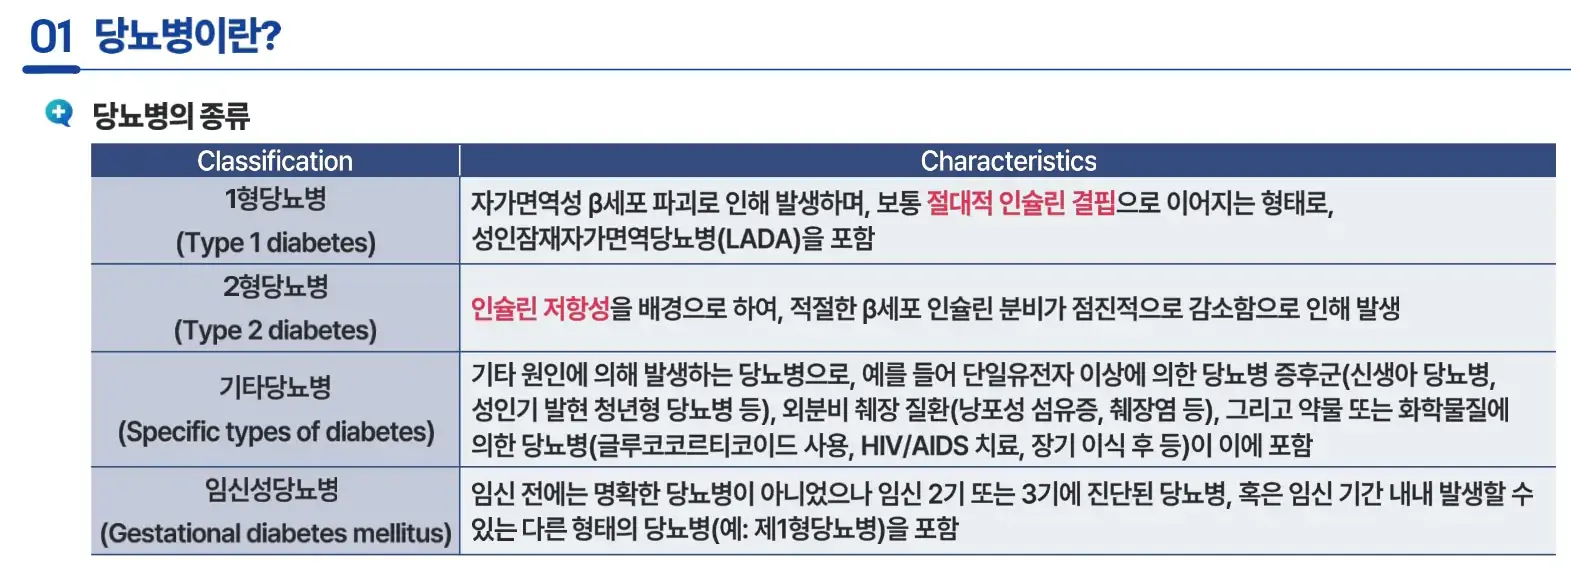 01 당뇨병이란?
당뇨병의 종류
Classification
Characteristics
1형당뇨병
(Type 1 diabetes)
자가면역성 β세포 파괴로 인해 발생하며, 보통 절대적 인슐린 결핍으로 이어지는 형태로,
성인잠재자가면역당뇨병(LADA)을 포함
2형당뇨병
(Type 2 diabetes)
인슐린 저항성을 배경으로 하여, 적절한 β세포 인슐린 분비가 점진적으로 감소함으로 인해 발생
기타당뇨병
(Specific types of diabetes)
기타 원인에 의해 발생하는 당뇨병으로, 예를 들어 단일유전자 이상에 의한 당뇨병 증후군(신생아 당뇨병,
성인기 발현 청년형 당뇨병 등), 외분비 췌장 질환(낭포성 섬유증, 췌장염 등), 그리고 약물 또는 화학물질에
의한 당뇨병(글루코코르티코이드 사용, HIV/AIDS 치료, 장기 이식 후 등)이 이에 포함
임신성당뇨병
(Gestational diabetes mellitus)
임신 전에는 명확한 당뇨병이 아니었으나 임신 2기 또는 3기에 진단된 당뇨병, 혹은 임신 기간 내내 발생할 수
있는 다른 형태의 당뇨병(예: 제1형당뇨병)을 포함